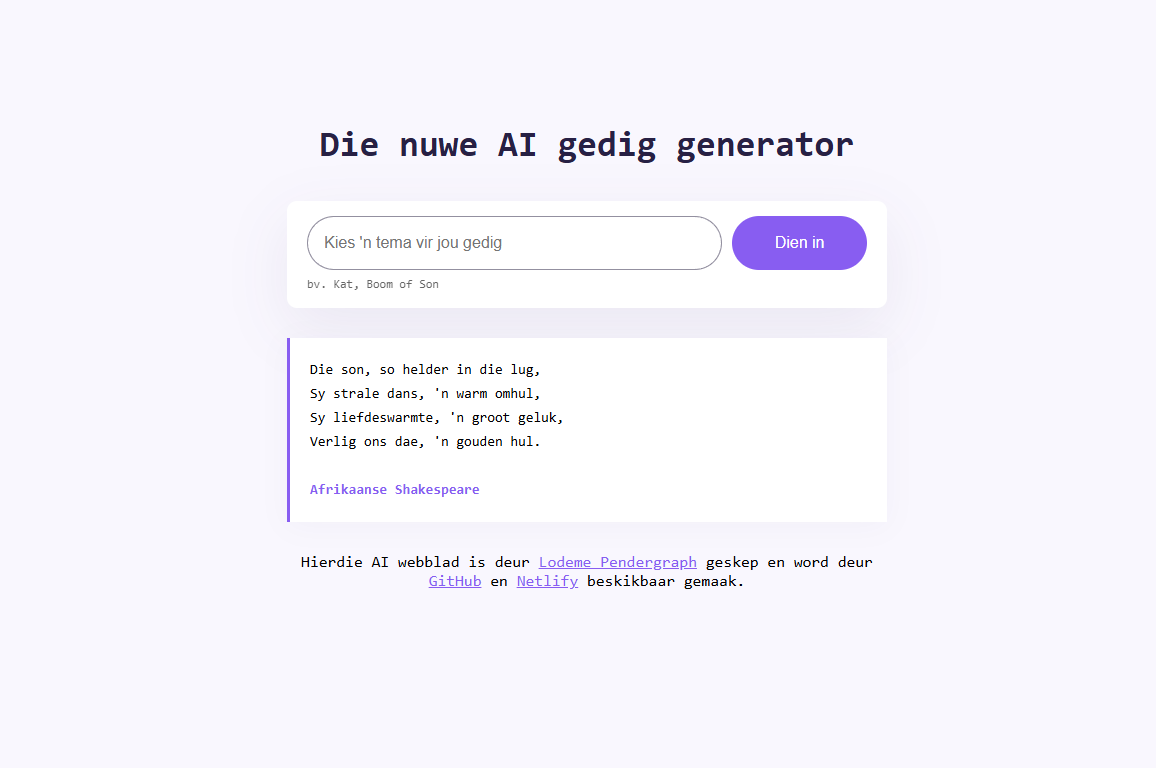 Die nuwe AI gedig generator
Kies 'n tema vir jou gedig
Dien in
bv. Kat, Boom of Son
Die son, so helder in die lug,
Sy strale dans, 'n warm omhul,
Sy liefdeswarmte, 'n groot geluk,
Verlig ons dae, 'n gouden hul.
Afrikaanse Shakespeare
Hierdie AI webblad is deur Lodeme Pendergraph geskep en word deur
GitHub en Netlify beskikbaar gemaak.